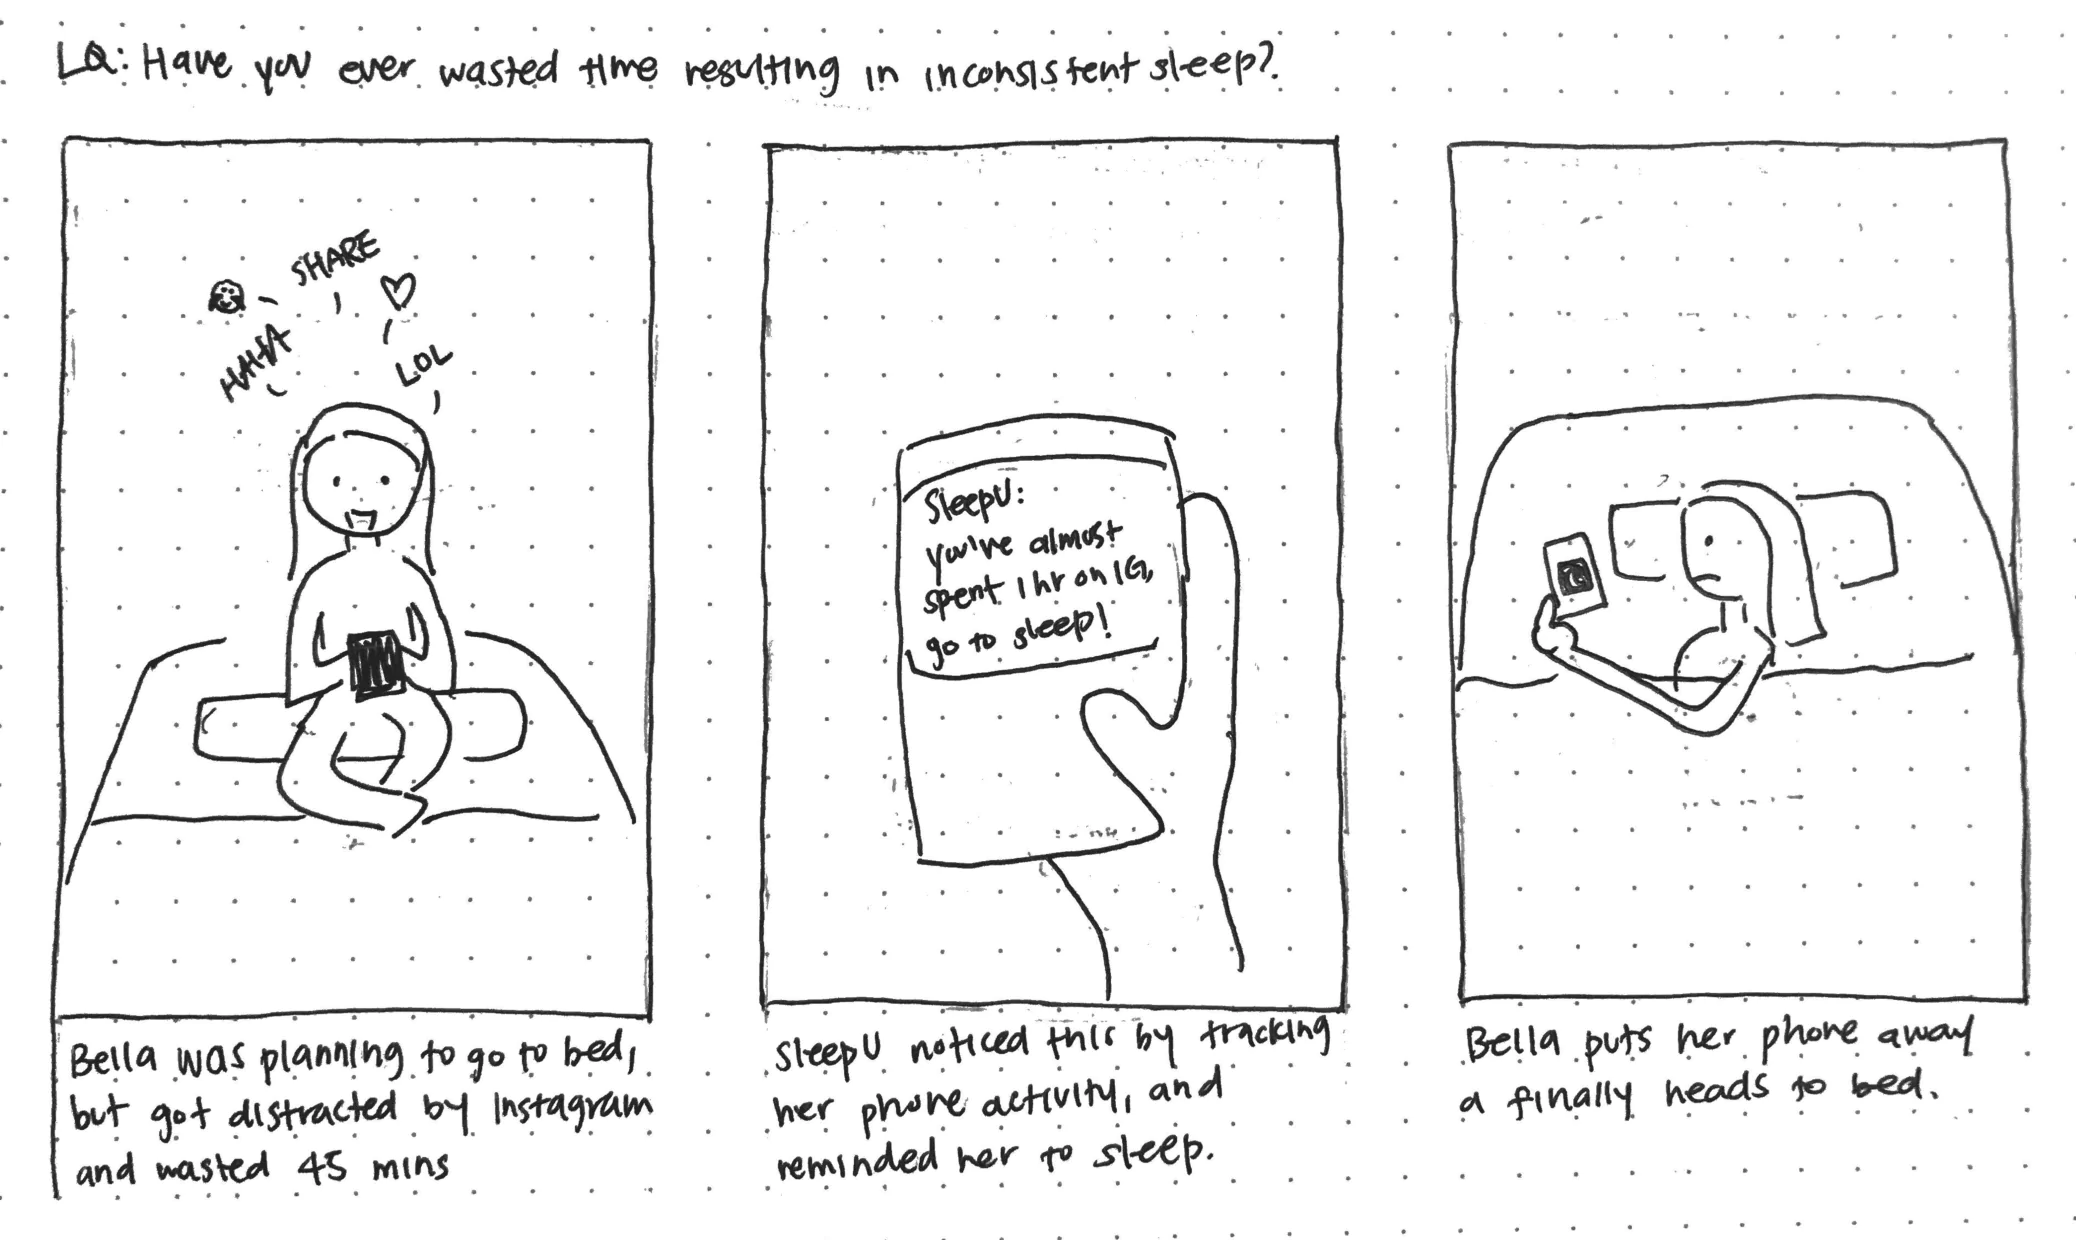 LQ: Have you ever wasted time resulting in inconsistent sleep?
SHARE
HAHA
LOL
Bella was planning to go to bed,
but got distracted by Instagram
and wasted 45 mins
SleepU:
you've almost
spent 1 hr on IG,
go to sleep!
SleepU noticed this by tracking
her phone activity, and
reminded her to sleep.
Bella puts her phone away
a finally heads to bed.